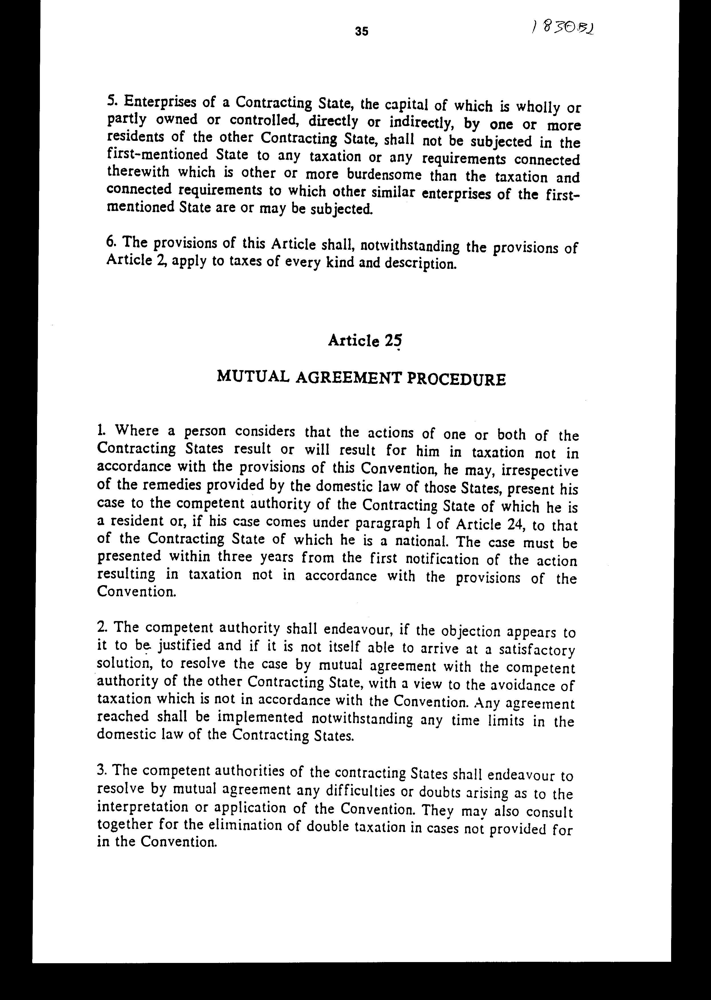 35
5. Enterprises of a Contracting State, the capital of which is wholly or
partly owned or controlled, directly or indirectly, by one or more
residents of the other Contracting State, shall not be subjected in the
first-mentioned State to any taxation or any requirements connected
therewith which is other or more burdensome than the taxation and
connected requirements to which other similar enterprises of the first-
mentioned State are or may be subjected.
6. The provisions of this Article shall, notwithstanding the provisions of
Article 2, apply to taxes of every kind and description.
Article 25
MUTUAL AGREEMENT PROCEDURE
1. Where a person considers that the actions of one or both of the
Contracting States result or will result for him in taxation not in
accordance with the provisions of this Convention, he may, irrespective
of the remedies provided by the domestic law of those States, present his
case to the competent authority of the Contracting State of which he is
a resident or, if his case comes under paragraph 1 of Article 24, to that
of the Contracting State of which he is a national. The case must be
presented within three years from the first notification of the action
resulting in taxation not in accordance with the provisions of the
Convention.
2. The competent authority shall endeavour, if the objection appears to
it to be justified and if it is not itself able to arrive at a satisfactory
solution, to resolve the case by mutual agreement with the competent
authority of the other Contracting State, with a view to the avoidance of
taxation which is not in accordance with the Convention. Any agreement
reached shall be implemented notwithstanding any time limits in the
domestic law of the Contracting States.
3. The competent authorities of the contracting States shall endeavour to
resolve by mutual agreement any difficulties or doubts arising as to the
interpretation or application of the Convention. They may also consult
together for the elimination of double taxation in cases not provided for
in the Convention.